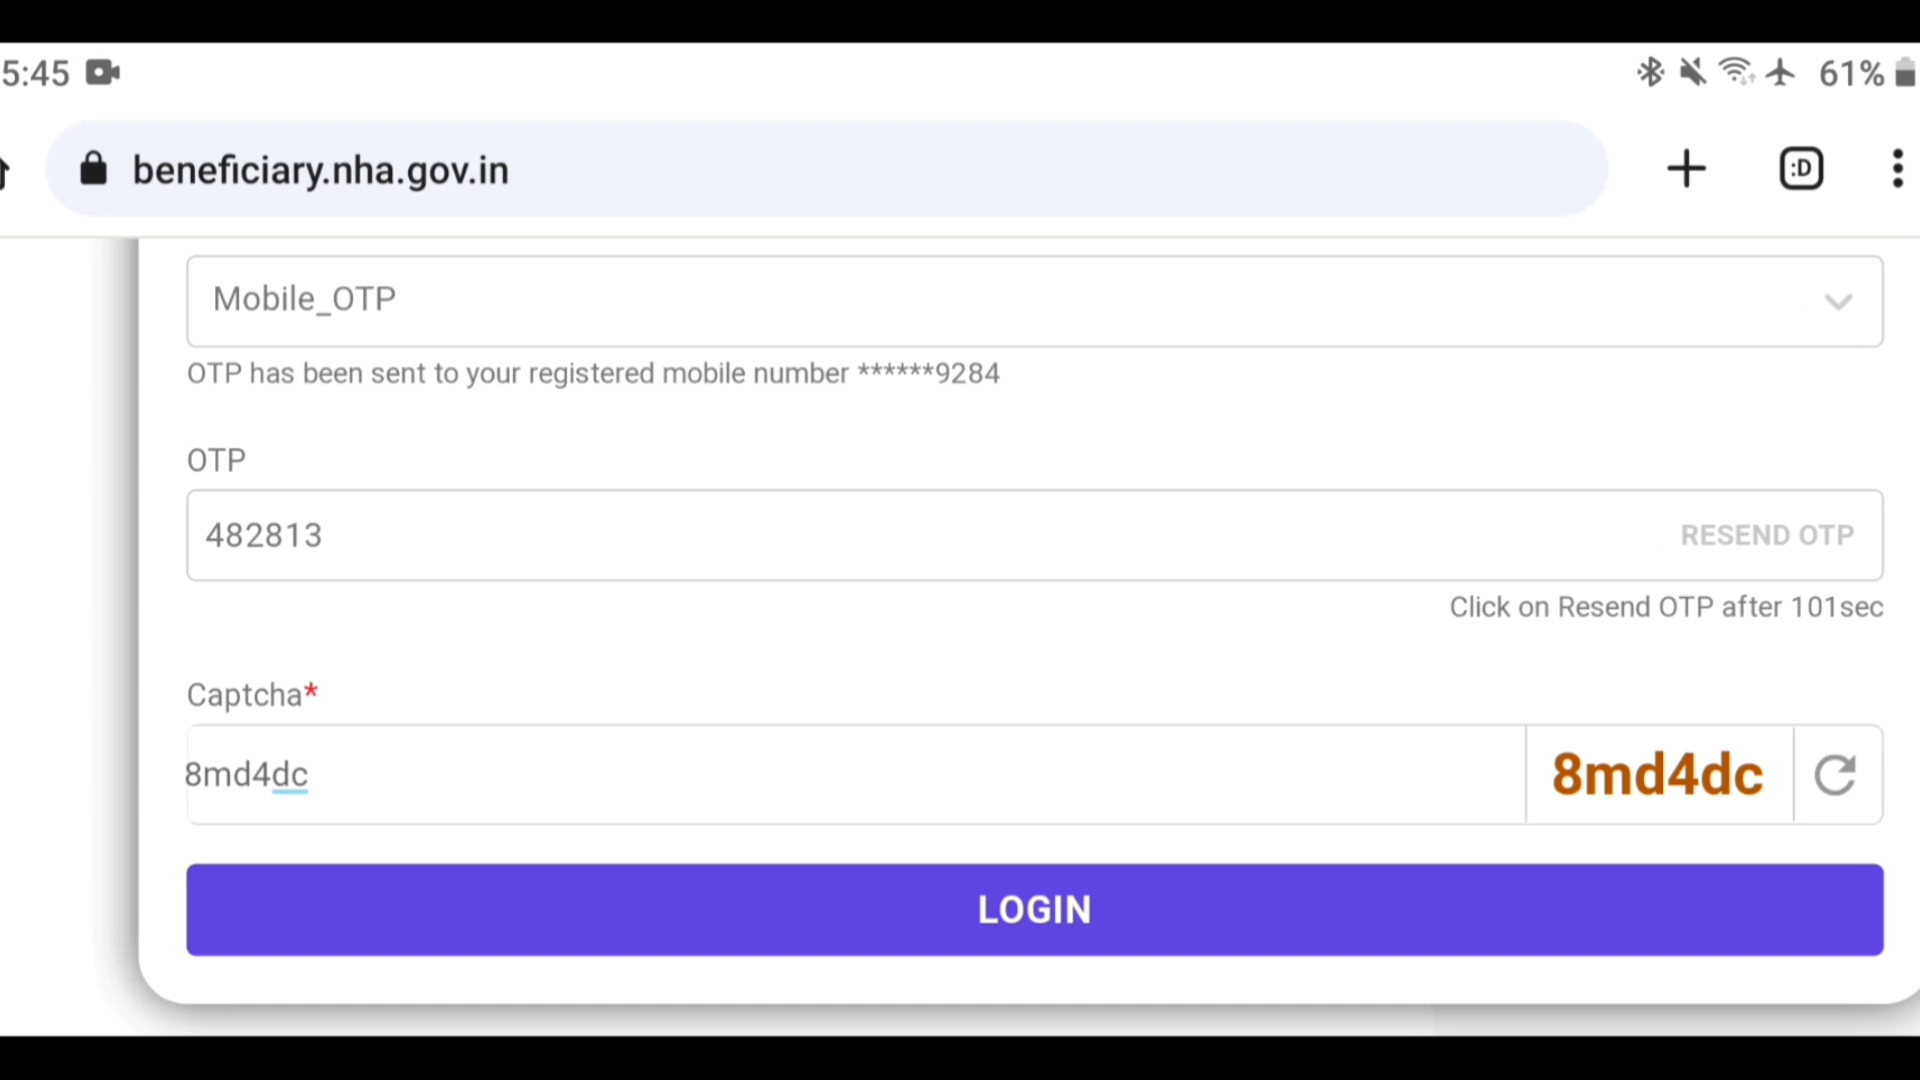 5:45 61%
beneficiary.nha.gov.in :D
Mobile_OTP
OTP has been sent to your registered mobile number ******9284
OTP
482813 RESEND OTP
Click on Resend OTP after 101sec
Captcha*
8md4dc 8md4dc
LOGIN